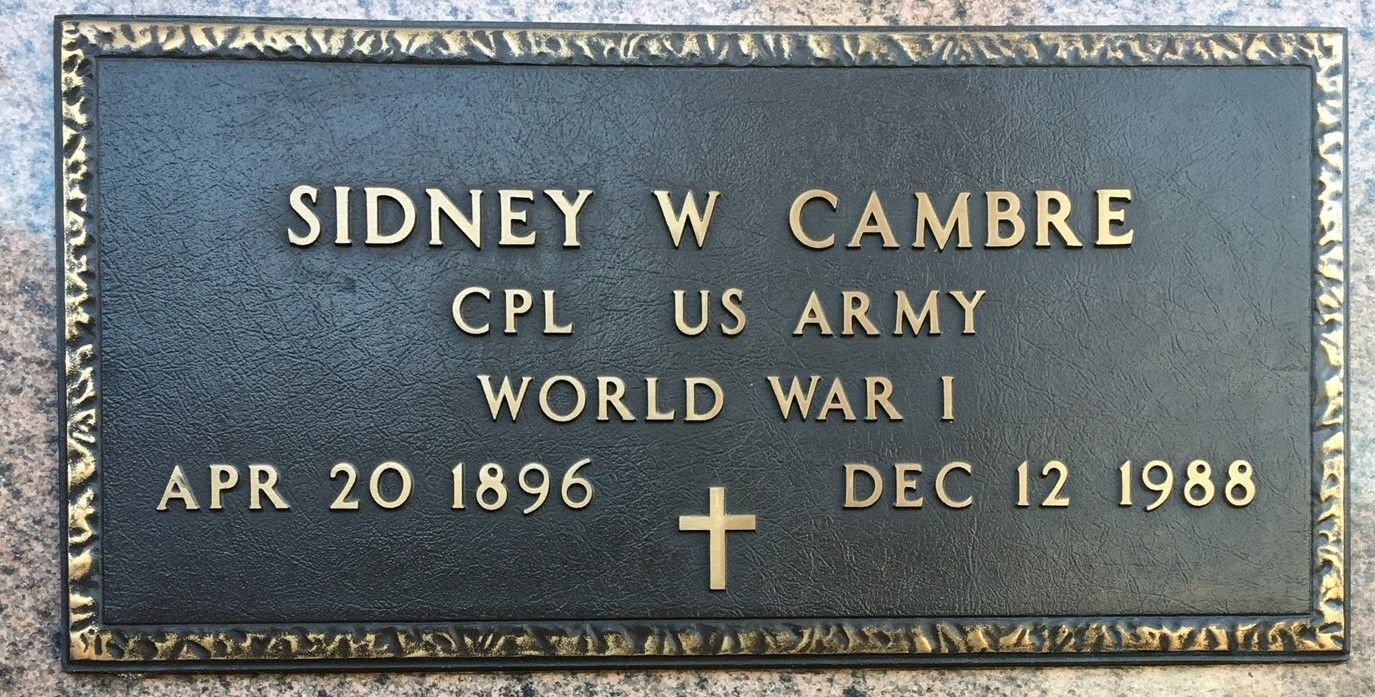 SIDNEY W CAMBRE
CPL US ARMY
WORLD WAR I
APR 20 1896 DEC 12 1988